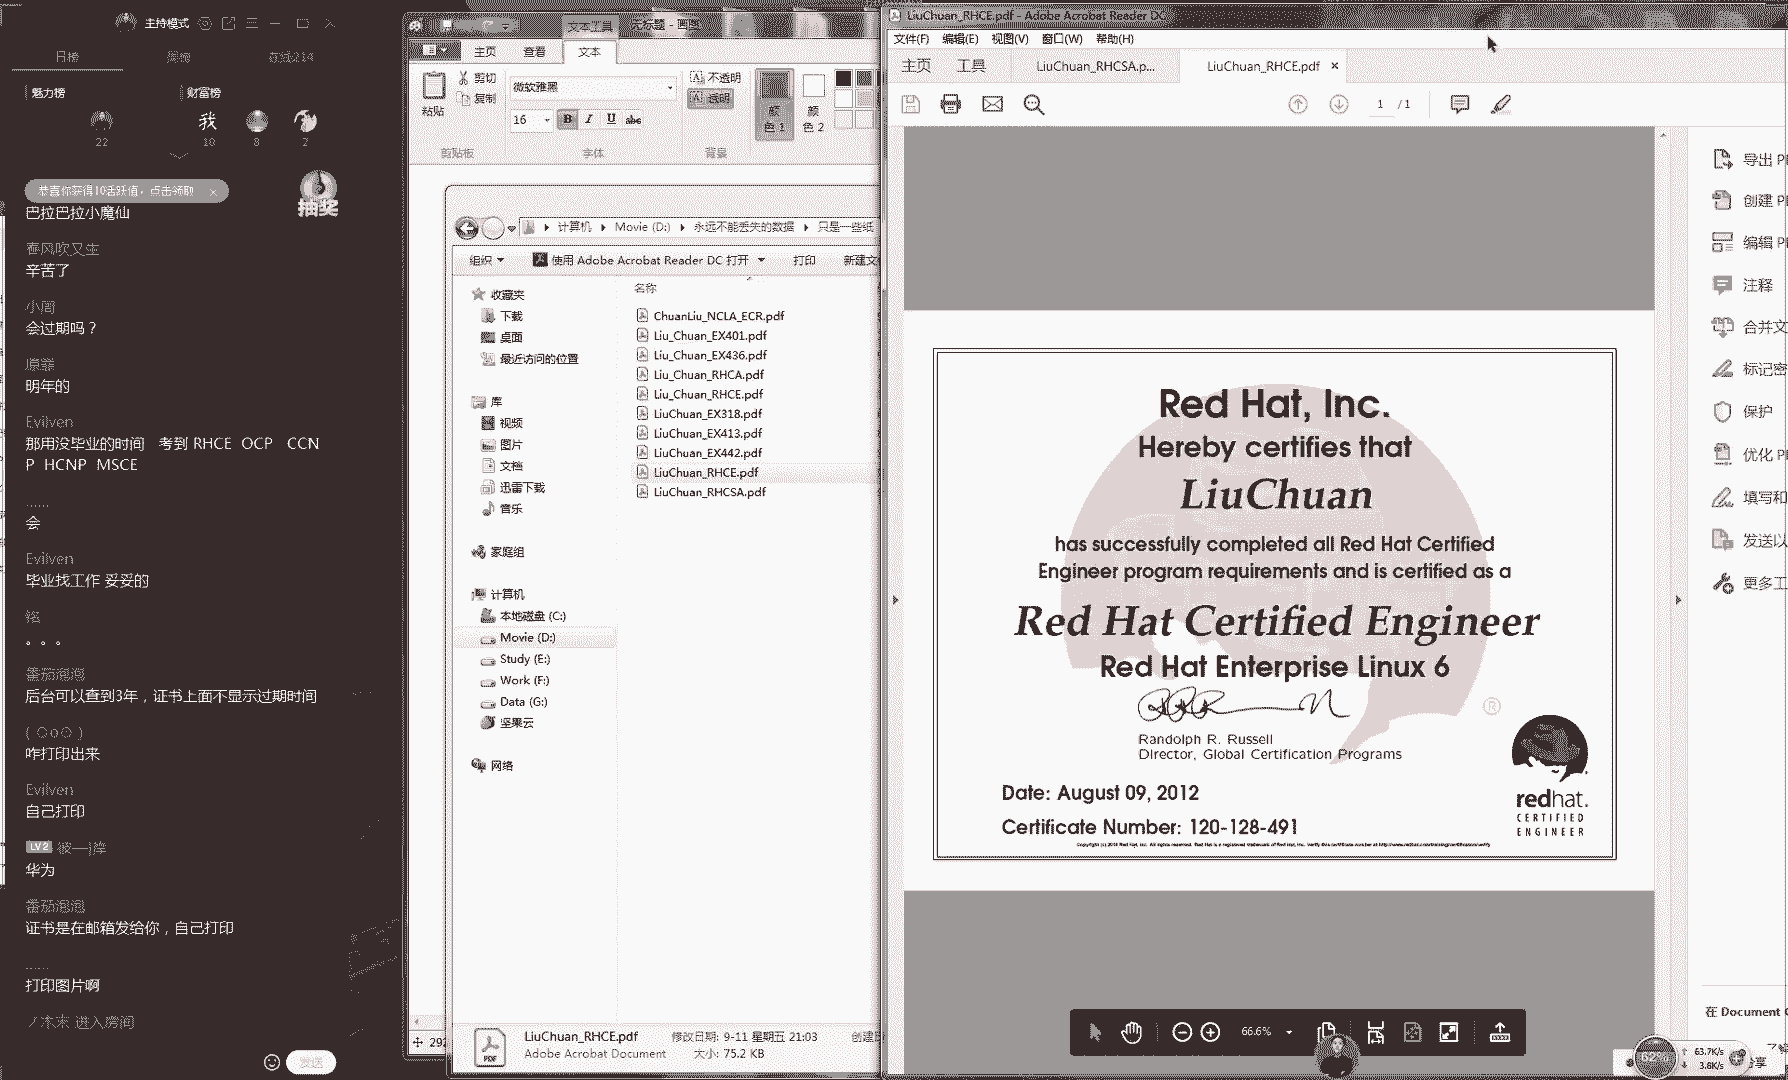 主持模式
日榜
周榜
在线214
魅力榜
财富榜
我
22
10
8
2
恭喜你获得10活跃值，点击领取 ×
抽奖
巴拉巴拉小魔仙
春风吹又生
辛苦了
小周
会过期吗？
明年的
Evilven
那用没毕业的时间 考到 RHCE OCP CCN
P HCNP MSCE
......
会
Evilven
毕业找工作 妥妥的
铭
。。。
番茄泡泡
后台可以查到3年，证书上面不显示过期时间
( ○o○ )
咋打印出来
Evilven
自己打印
LV2 彼一}岸
华为
番茄泡泡
证书是在邮箱发给你，自己打印
......
打印图片啊
进入房间
发送
文本工具
无标题 - 画图
主页
查看
文本
粘贴
剪切
复制
剪贴板
微软雅黑
16
B I U abc
字体
不透明
透明
背景
颜
色 1
颜
色 2
计算机 Movie (D:) 永远不能丢失的数据 只是一些纸
组织
使用 Adobe Acrobat Reader DC 打开
打印
新建文
收藏夹
下载
桌面
最近访问的位置
库
视频
图片
文档
迅雷下载
音乐
家庭组
计算机
本地磁盘 (C:)
Movie (D:)
Study (E:)
Work (F:)
Data (G:)
坚果云
网络
名称
ChuanLiu_NCLA_ECR.pdf
Liu_Chuan_EX401.pdf
Liu_Chuan_EX436.pdf
Liu_Chuan_RHCA.pdf
Liu_Chuan_RHCE.pdf
LiuChuan_EX318.pdf
LiuChuan_EX413.pdf
LiuChuan_EX442.pdf
LiuChuan_RHCE.pdf
LiuChuan_RHCSA.pdf
292
PDF
LiuChuan_RHCE.pdf
修改日期: 9-11 星期五 21:03
创建日
Adobe Acrobat Document
大小: 75.2 KB
LiuChuan_RHCE.pdf - Adobe Acrobat Reader DC
文件(F) 编辑(E) 视图(V) 窗口(W) 帮助(H)
主页
工具
LiuChuan_RHCSA.p...
LiuChuan_RHCE.pdf ×
1 / 1
Red Hat, Inc.
Hereby certifies that
LiuChuan
has successfully completed all Red Hat Certified
Engineer program requirements and is certified as a
Red Hat Certified Engineer
Red Hat Enterprise Linux 6
®
Randolph R. Russell
Director, Global Certification Programs
Date: August 09, 2012
Certificate Number: 120-128-491
redhat.
CERTIFIED
ENGINEER
导出 P
创建 P
编辑 P
注释
合并文
标记密
保护
优化 P
填写和
发送以
更多工
在 Document
66.6%
62%
63.7K/s
3.8K/s
分享